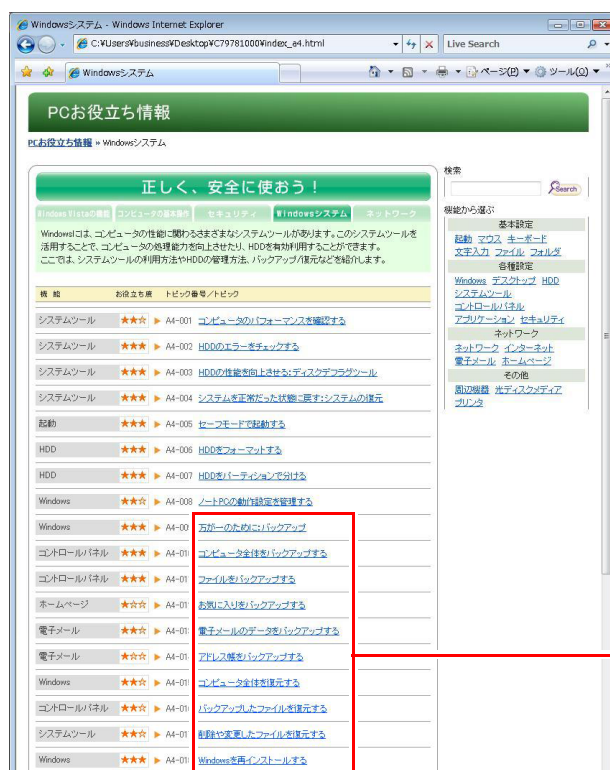 Windowsシステム - Windows Internet Explorer
C:¥Users¥business¥Desktop¥C79781000¥index_a4.html
Live Search
Windowsシステム
ページ(P) ツール(O)
PCお役立ち情報
PCお役立ち情報 » Windowsシステム
正しく、安全に使おう!
Windows Vistaの機能 コンピュータの基本操作 セキュリティ Windowsシステム ネットワーク
Windowsには、コンピュータの性能に関わるさまざまなシステムツールがあります。このシステムツールを
活用することで、コンピュータの処理能力を向上させたり、HDDを有効利用することができます。
ここでは、システムツールの利用方法やHDDの管理方法、バックアップ/復元などを紹介します。
機 能 お役立ち度 トピック番号/トピック
システムツール ★★☆ A4-001 コンピュータのパフォーマンスを確認する
システムツール ★★★ A4-002 HDDのエラーをチェックする
システムツール ★★★ A4-003 HDDの性能を向上させる:ディスクデフラグツール
システムツール ★★★ A4-004 システムを正常だった状態に戻す:システムの復元
起動 ★★★ A4-005 セーフモードで起動する
HDD ★★★ A4-006 HDDをフォーマットする
HDD ★★★ A4-007 HDDをパーティションで分ける
Windows ★★☆ A4-008 ノートPCの動作設定を管理する
Windows ★★★ A4-00 万が一のために:バックアップ
コントロールパネル ★★★ A4-01 コンピュータ全体をバックアップする
コントロールパネル ★★★ A4-01 ファイルをバックアップする
ホームページ ★☆☆ A4-01 お気に入りをバックアップする
電子メール ★★☆ A4-01 電子メールのデータをバックアップする
電子メール ★☆☆ A4-01 アドレス帳をバックアップする
Windows ★★☆ A4-01 コンピュータ全体を復元する
コントロールパネル ★★☆ A4-01 バックアップしたファイルを復元する
システムツール ★★☆ A4-01 削除や変更したファイルを復元する
Windows ★★★ A4-01 Windowsを再インストールする
検索
Search
機能から選ぶ
基本設定
起動 マウス キーボード
文字入力 ファイル フォルダ
各種設定
Windows デスクトップ HDD
システムツール
コントロールパネル
アプリケーション セキュリティ
ネットワーク
ネットワーク インターネット
電子メール ホームページ
その他
周辺機器 光ディスクメディア
プリンタ